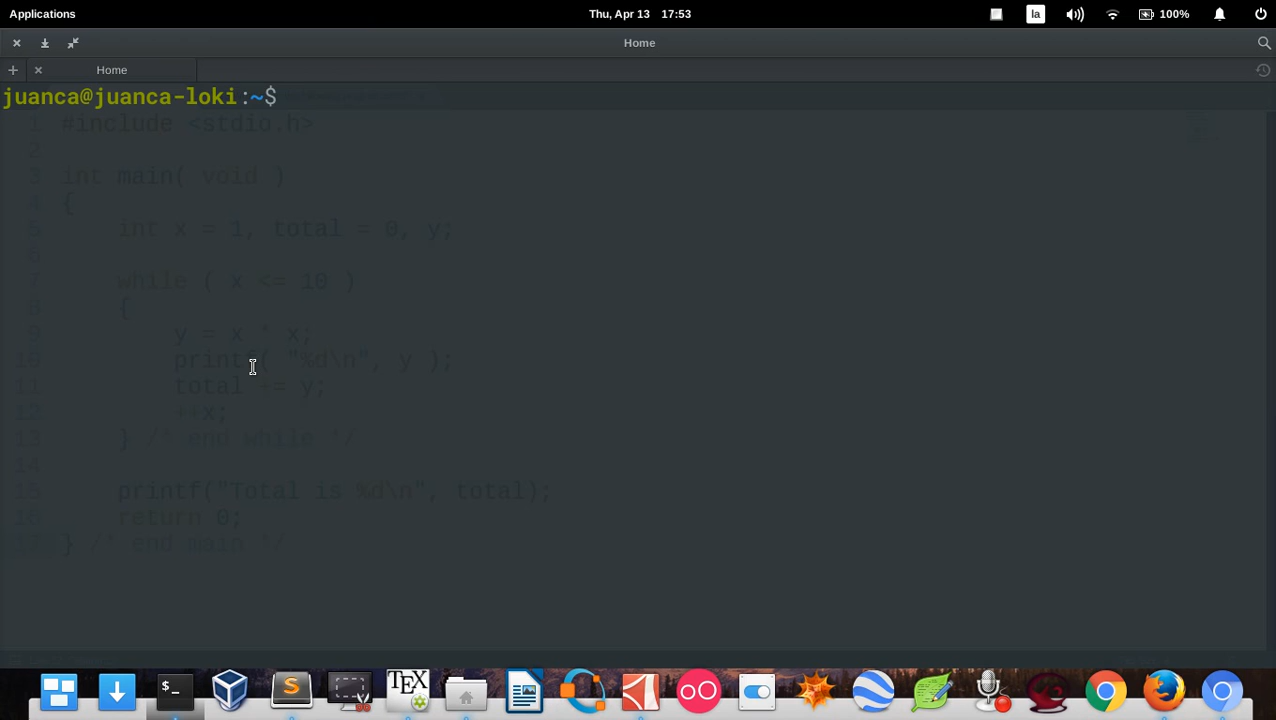 Applications
Thu, Apr 13 17:53
la
100%
Home
Home
juanca@juanca-loki:~$
1 #include <stdio.h>
2
3 int main( void )
4 {
5 int x = 1, total = 0, y;
6
7 while ( x <= 10 )
8 {
9 y = x * x;
10 printf( "%d\n", y );
11 total += y;
12 ++x;
13 } /* end while */
14
15 printf("Total is %d\n", total);
16 return 0;
17 } /* end main */
>_
S
TEX